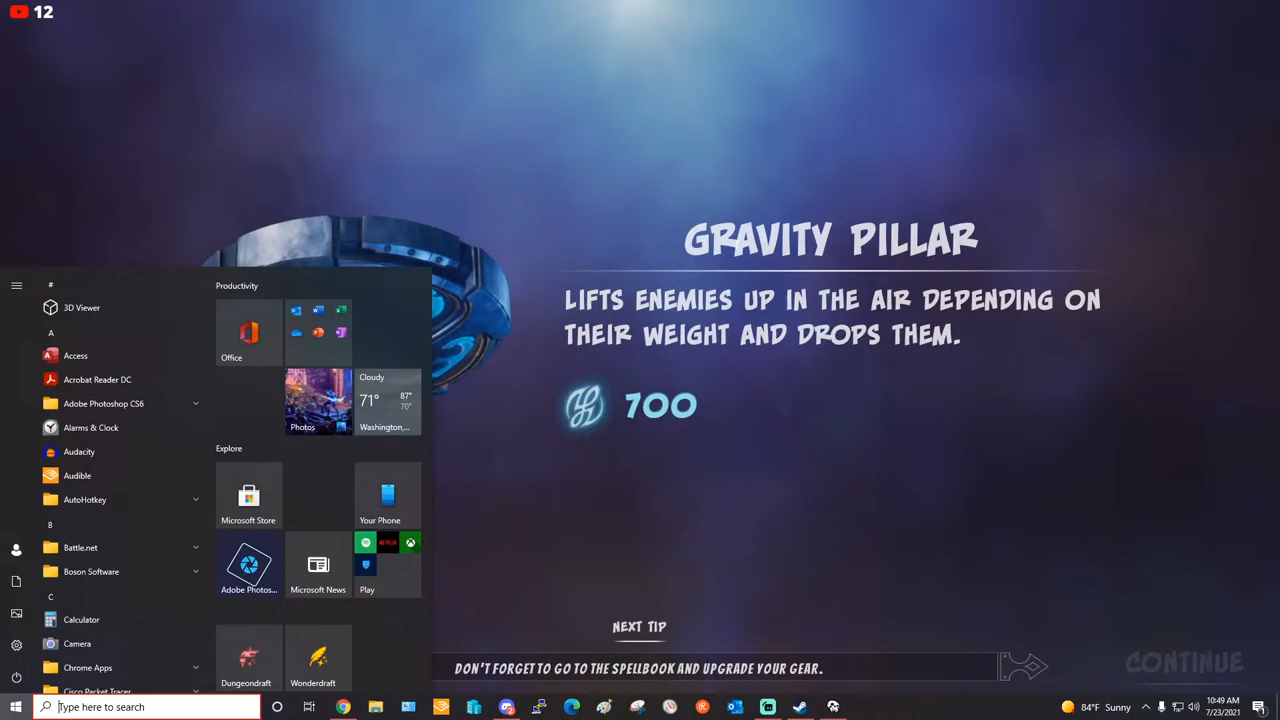 12
GRAVITY PILLAR
LIFTS ENEMIES UP IN THE AIR DEPENDING ON
THEIR WEIGHT AND DROPS THEM.
700
NEXT TIP
DON'T FORGET TO GO TO THE SPELLBOOK AND UPGRADE YOUR GEAR.
CONTINUE
#
3D Viewer
A
Access
Acrobat Reader DC
Adobe Photoshop CS6
Alarms & Clock
Audacity
Audible
AutoHotkey
B
Battle.net
Boson Software
C
Calculator
Camera
Chrome Apps
Cisco Packet Tracer
Productivity
Office
Photos
Cloudy
71°
87°
70°
Washington,...
Explore
Microsoft Store
Your Phone
Adobe Photos...
Microsoft News
NETFLIX
Play
Dungeondraft
Wonderdraft
Type here to search
84°F Sunny
10:49 AM
7/23/2021